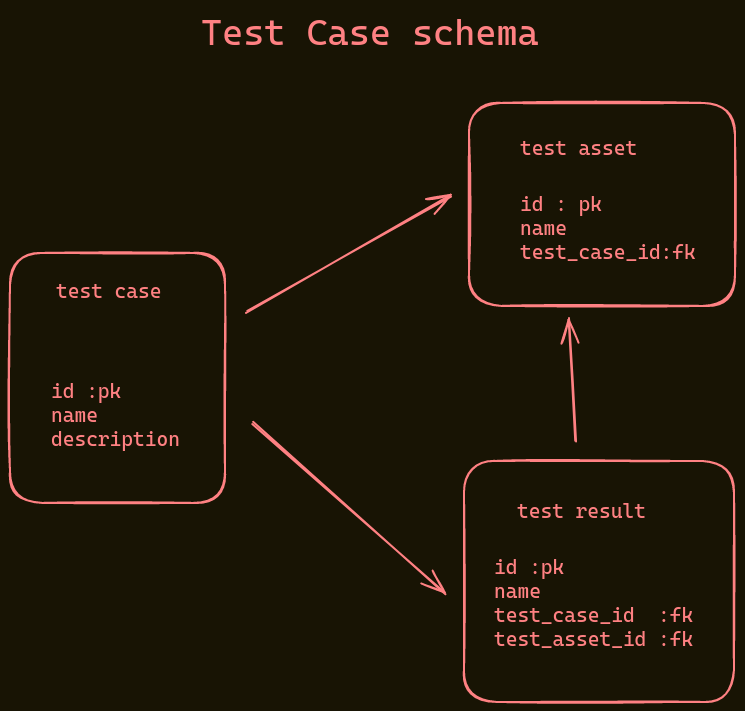 Test Case schema
test asset
id : pk
name
test_case_id:fk
test case
id :pk
name
description
test result
id :pk
name
test_case_id  :fk
test_asset_id :fk